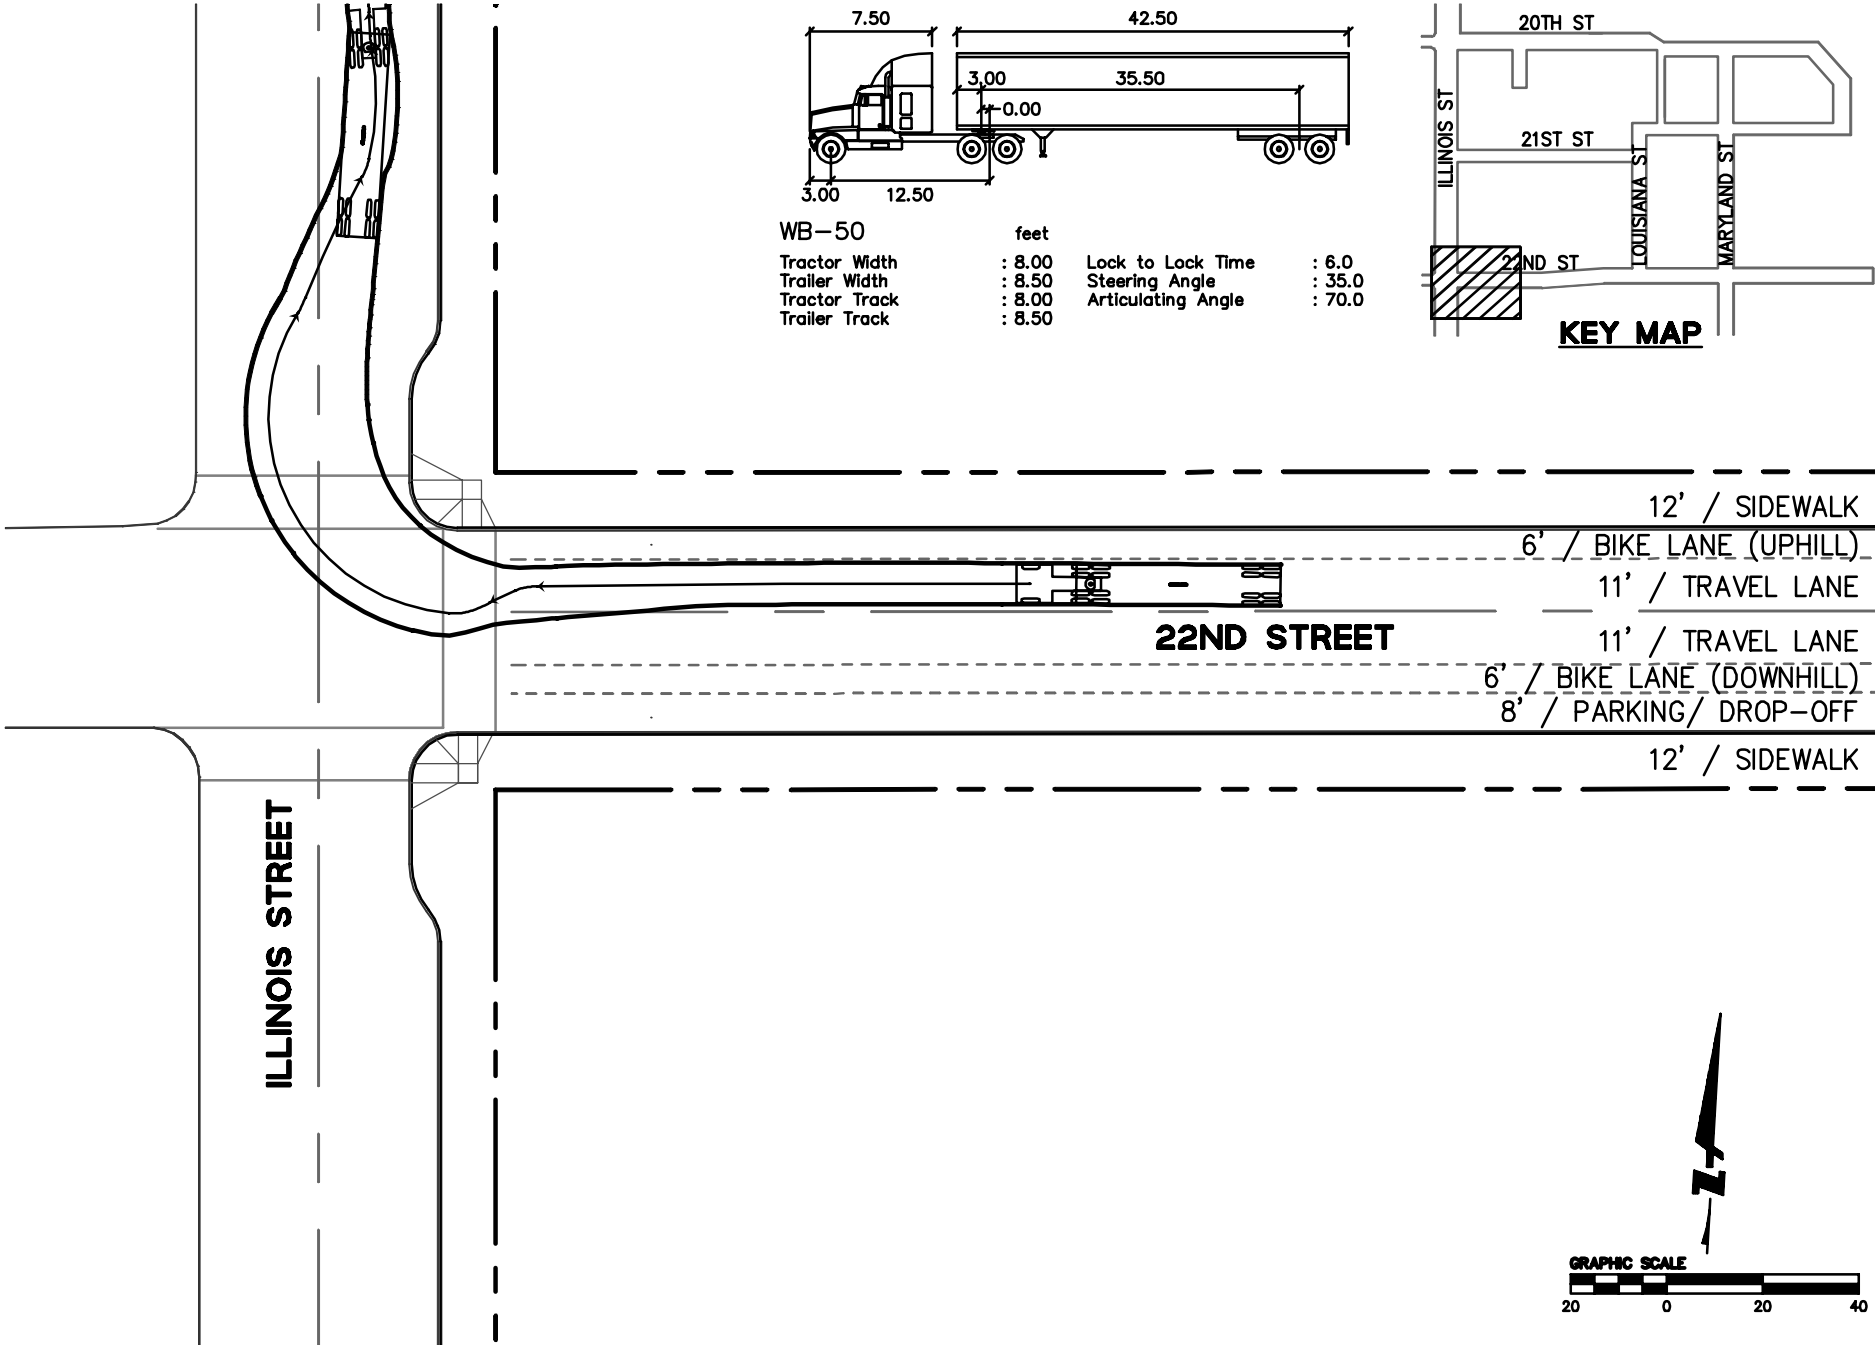 7.50
42.50
3.00
35.50
0.00
3.00
12.50
WB-50
feet
Tractor Width : 8.00 Lock to Lock Time : 6.0
Trailer Width : 8.50 Steering Angle : 35.0
Tractor Track : 8.00 Articulating Angle : 70.0
Trailer Track : 8.50
20TH ST
ILLINOIS ST
21ST ST
LOUISIANA ST
MARYLAND ST
22ND ST
KEY MAP
12' / SIDEWALK
6' / BIKE LANE (UPHILL)
11' / TRAVEL LANE
22ND STREET
11' / TRAVEL LANE
6' / BIKE LANE (DOWNHILL)
8' / PARKING/ DROP-OFF
12' / SIDEWALK
ILLINOIS STREET
Z
GRAPHIC SCALE
20 0 20 40